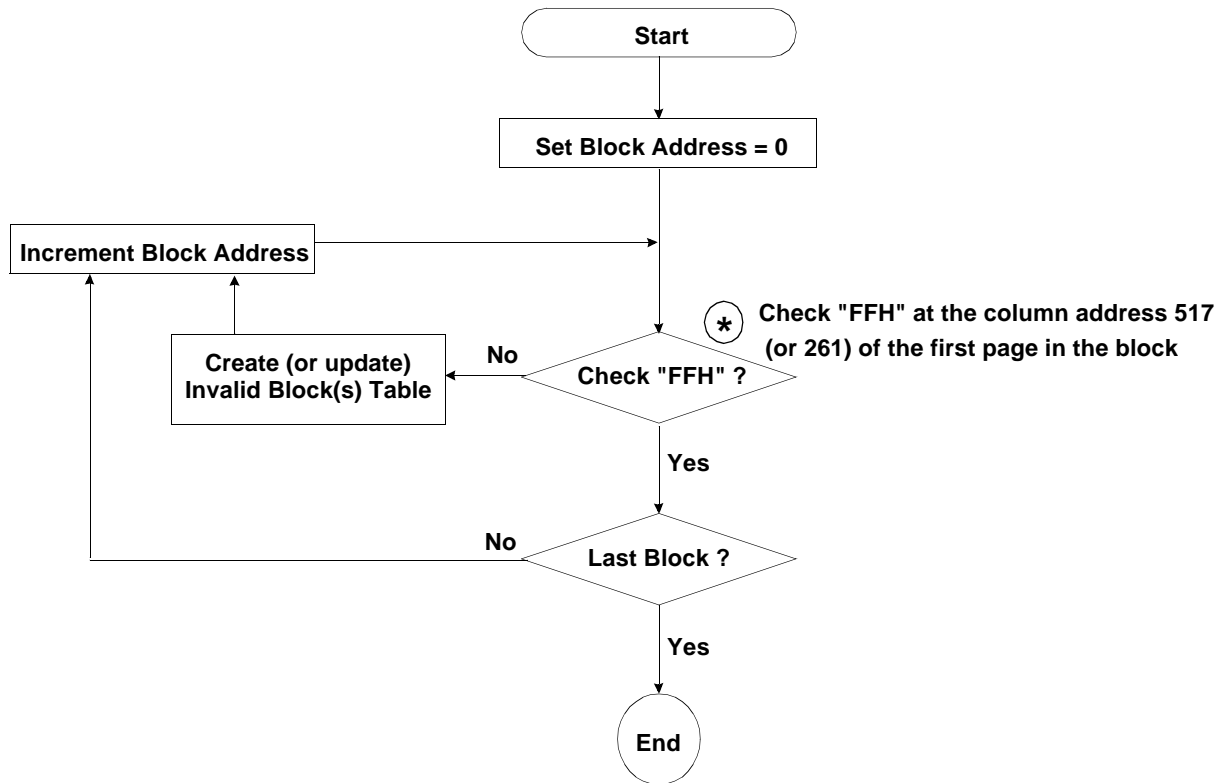 Start
Set Block Address = 0
Increment Block Address
* Check "FFH" at the column address 517
(or 261) of the first page in the block
No
Create (or update)
Invalid Block(s) Table
Check "FFH" ?
Yes
No
Last Block ?
Yes
End